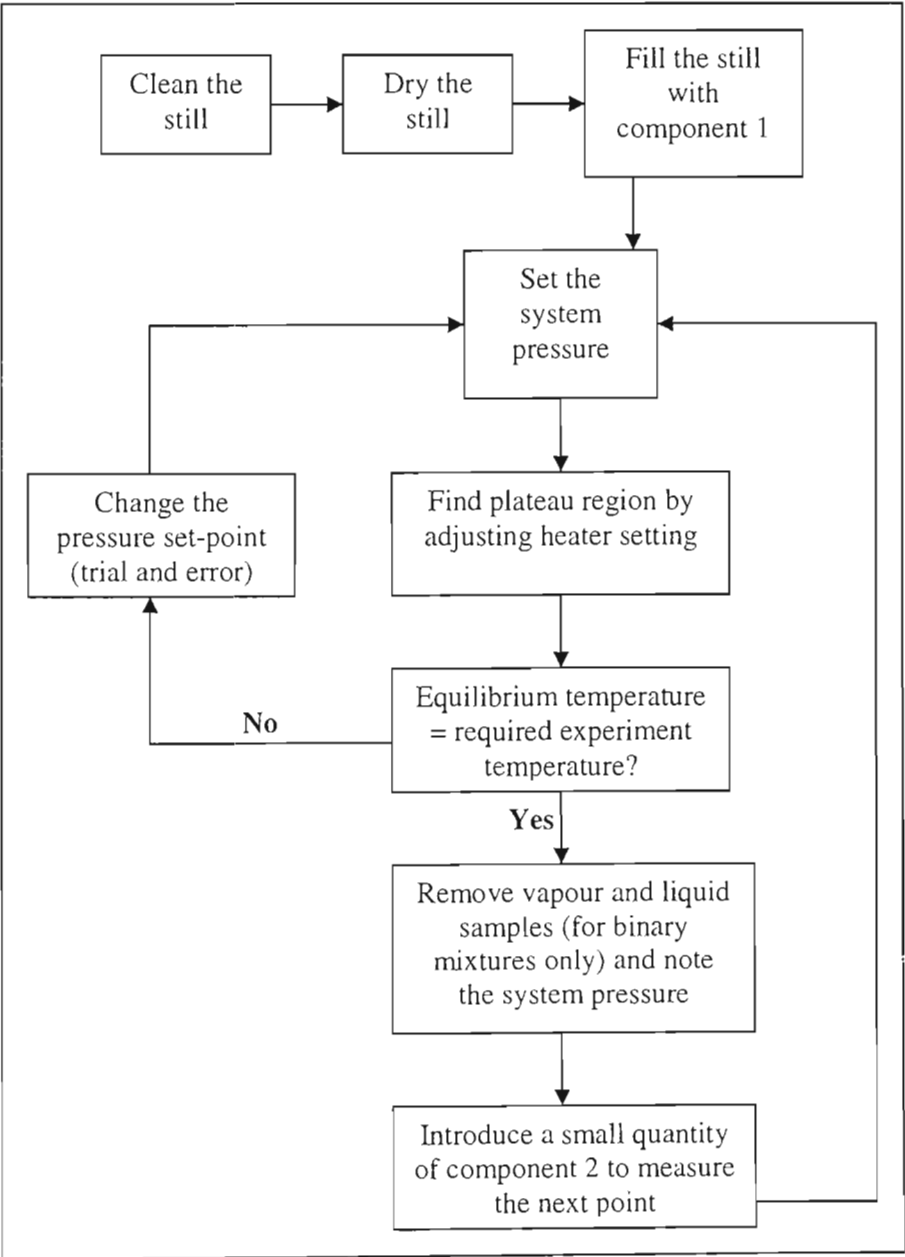 Clean the
still
Dry the
still
Fill the still
with
component 1
Set the
system
pressure
Change the
pressure set-point
(trial and error)
Find plateau region by
adjusting heater setting
Equilibrium temperature
= required experiment
temperature?
No
Yes
Remove vapour and liquid
samples (for binary
mixtures only) and note
the system pressure
Introduce a small quantity
of component 2 to measure
the next point